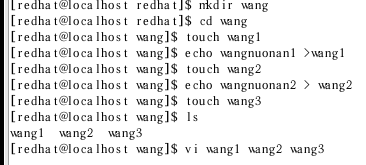 [redhat@localhost redhat]$ mkdir wang
[redhat@localhost redhat]$ cd wang
[redhat@localhost wang]$ touch wang1
[redhat@localhost wang]$ echo wangnuonan1 >wang1
[redhat@localhost wang]$ touch wang2
[redhat@localhost wang]$ echo wangnuonan2 > wang2
[redhat@localhost wang]$ touch wang3
[redhat@localhost wang]$ ls
wang1  wang2  wang3
[redhat@localhost wang]$ vi wang1 wang2 wang3